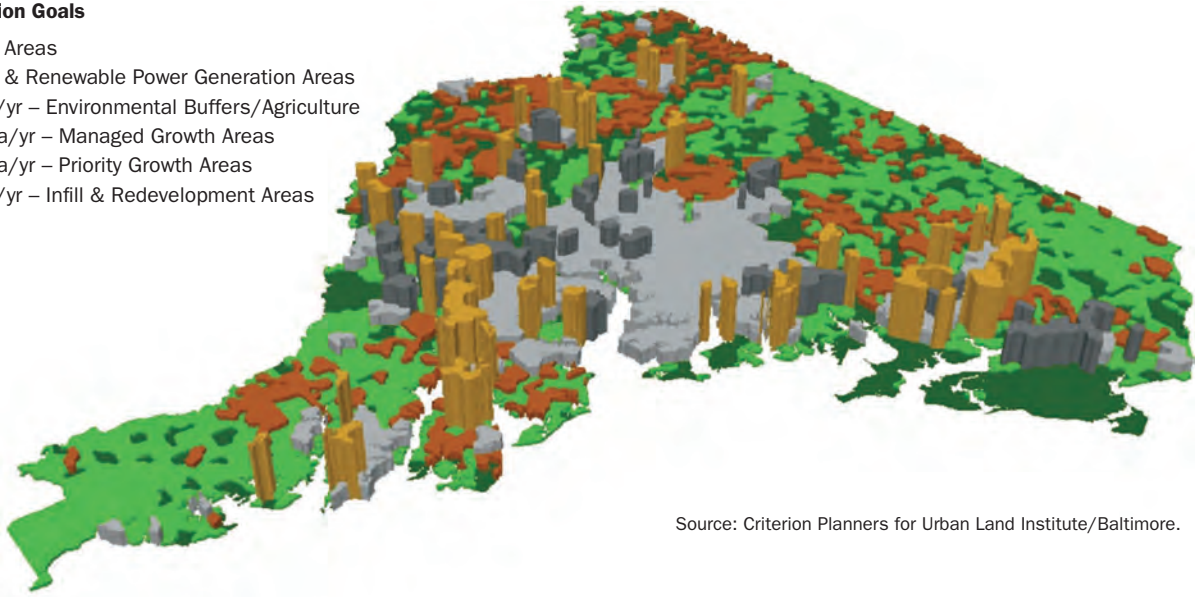 ion Goals
Areas
& Renewable Power Generation Areas
/yr – Environmental Buffers/Agriculture
a/yr – Managed Growth Areas
a/yr – Priority Growth Areas
/yr – Infill & Redevelopment Areas
Source: Criterion Planners for Urban Land Institute/Baltimore.